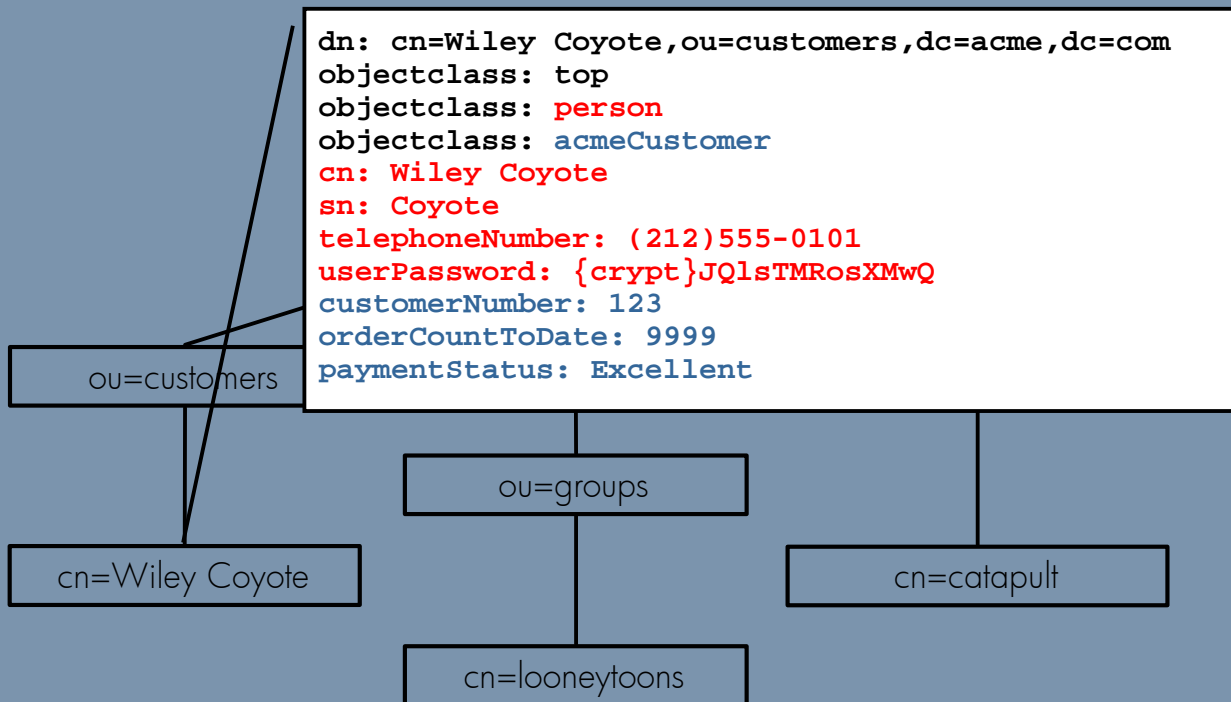 dn: cn=Wiley Coyote,ou=customers,dc=acme,dc=com
objectclass: top
objectclass: person
objectclass: acmeCustomer
cn: Wiley Coyote
sn: Coyote
telephoneNumber: (212)555-0101
userPassword: {crypt}JQlsTMRosXMwQ
customerNumber: 123
orderCountToDate: 9999
paymentStatus: Excellent
ou=customers
ou=groups
cn=Wiley Coyote
cn=catapult
cn=looneytoons